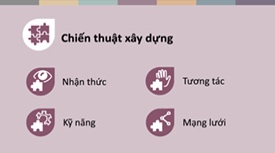 Chiến thuật xây dựng
Nhận thức
Tương tác
Kỹ năng
Mạng lưới